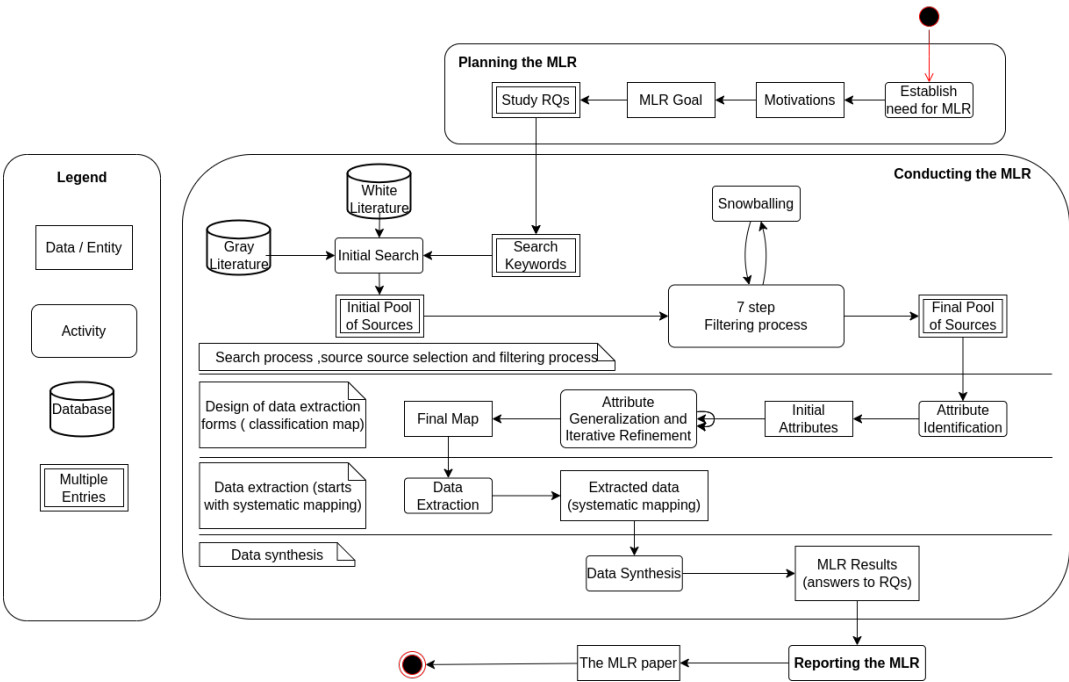 Planning the MLR
Study RQs
MLR Goal
Motivations
Establish
need for MLR
Legend
Data / Entity
Activity
Database
Multiple
Entries
Conducting the MLR
White
Literature
Gray
Literature
Initial Search
Search
Keywords
Snowballing
Initial Pool
of Sources
7 step
Filtering process
Final Pool
of Sources
Search process ,source source selection and filtering process
Design of data extraction
forms ( classification map)
Final Map
Attribute
Generalization and
Iterative Refinement
Initial
Attributes
Attribute
Identification
Data extraction (starts
with systematic mapping)
Data
Extraction
Extracted data
(systematic mapping)
Data synthesis
Data Synthesis
MLR Results
(answers to RQs)
The MLR paper
Reporting the MLR